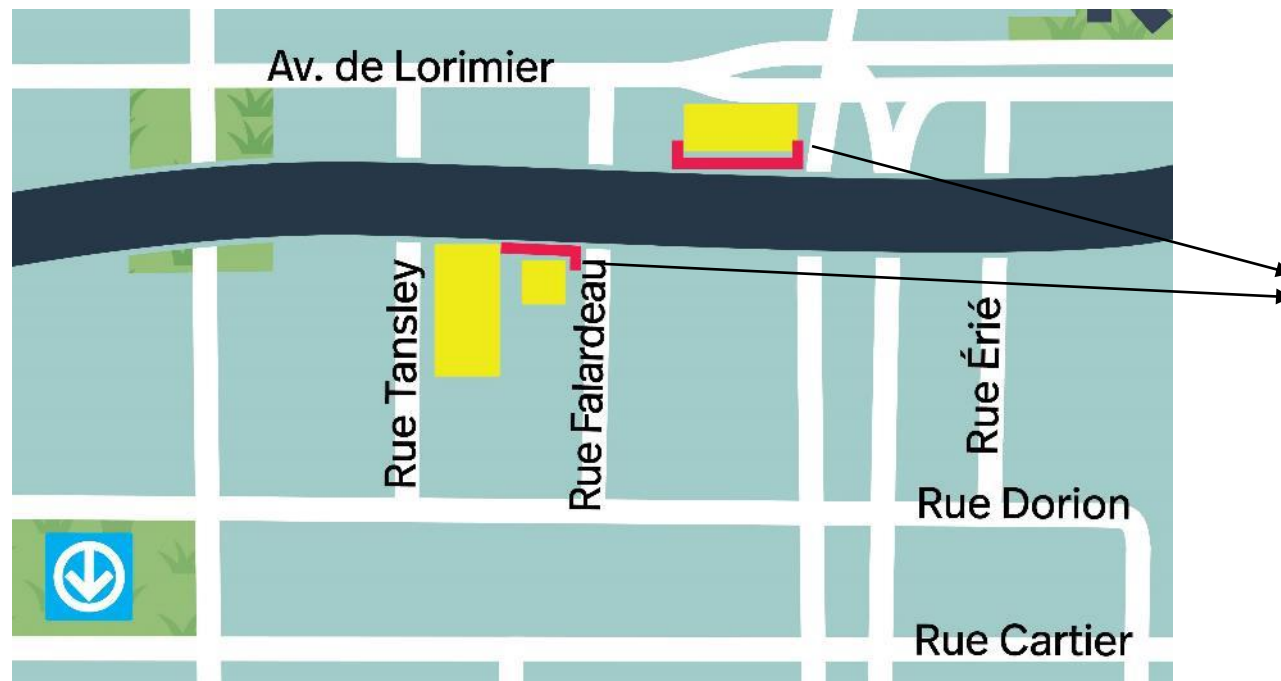 Av. de Lorimier
Rue Tansley
Rue Falardeau
Rue Érié
Rue Dorion
Rue Cartier